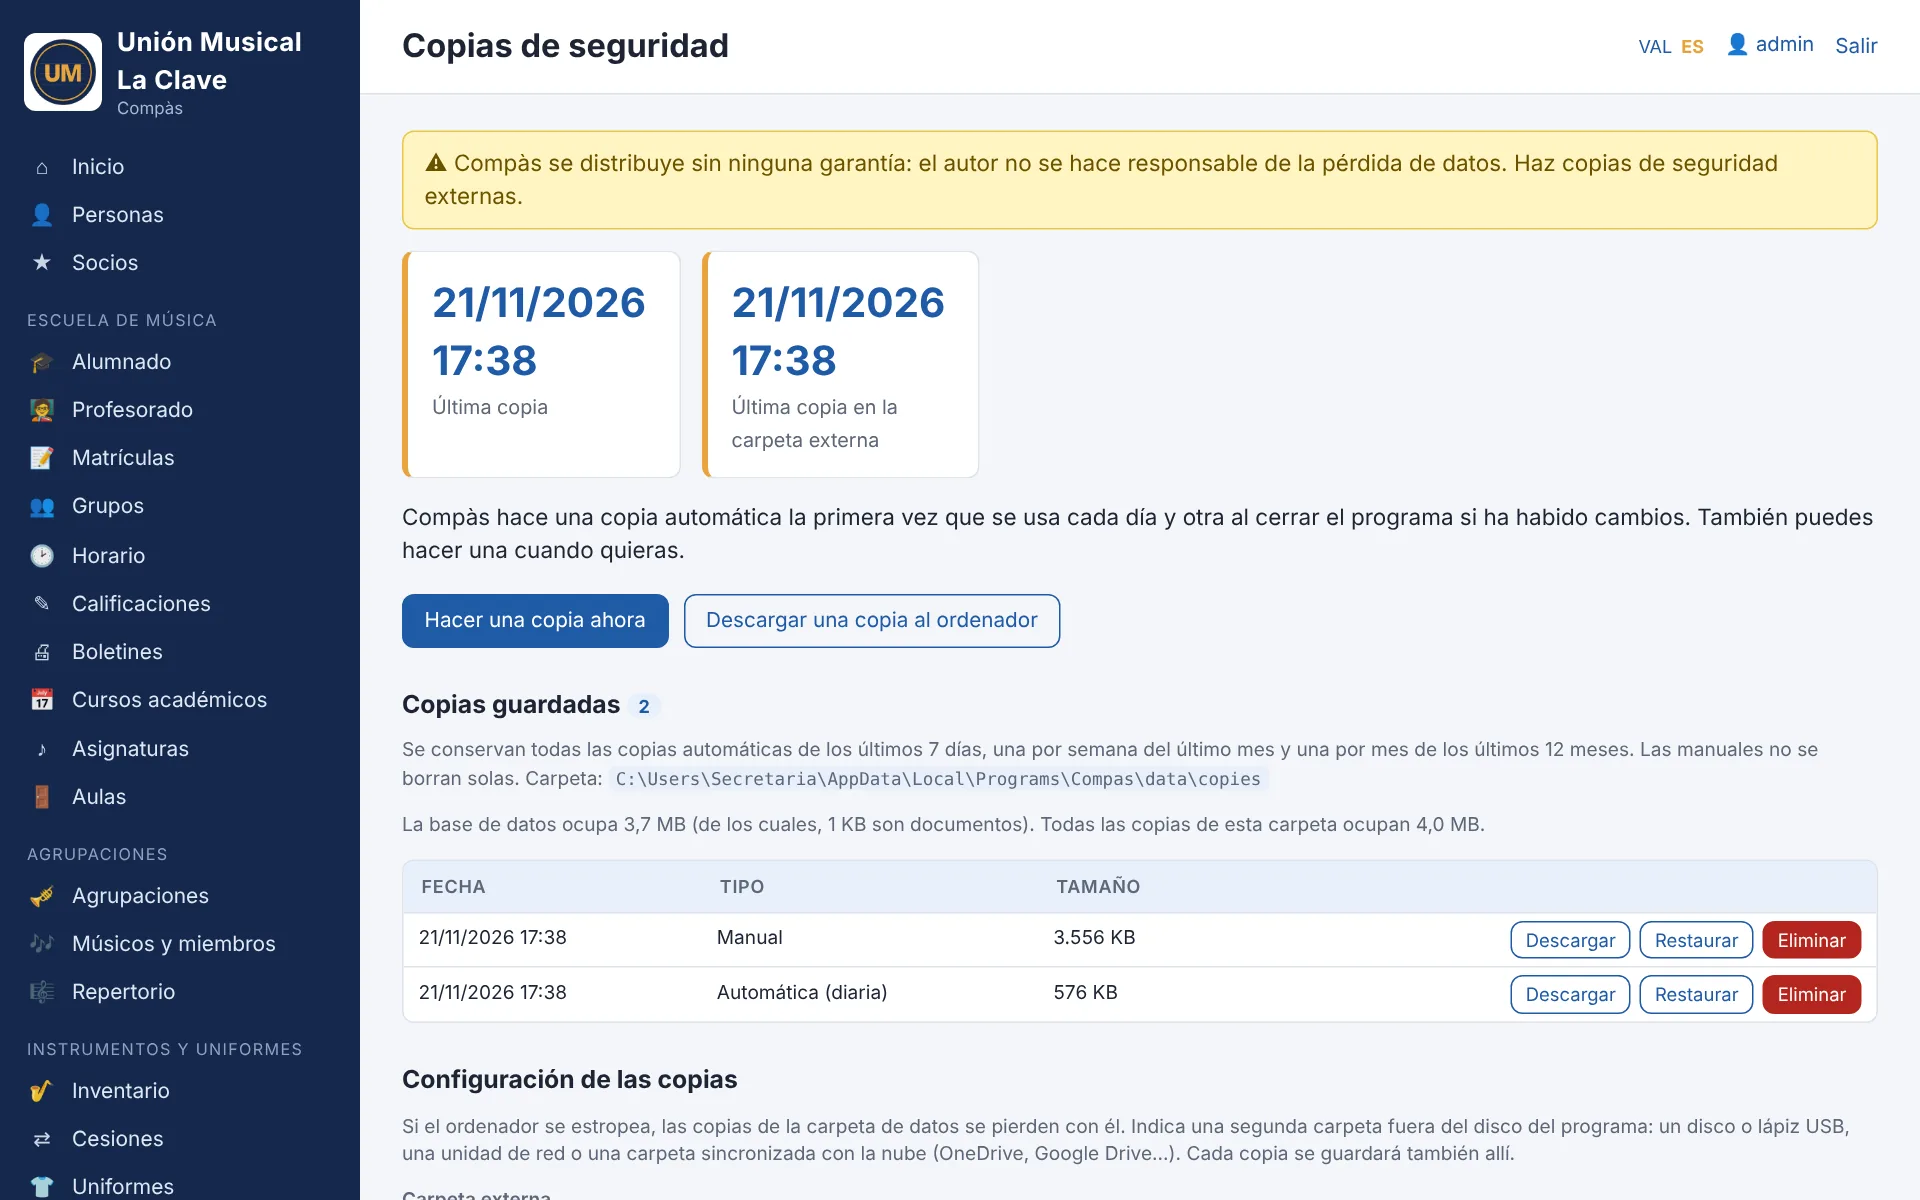 UM
Unión Musical
La Clave
Compàs
Inicio
Personas
Socios
ESCUELA DE MÚSICA
Alumnado
Profesorado
Matrículas
Grupos
Horario
Calificaciones
Boletines
17
Cursos académicos
Asignaturas
Aulas
AGRUPACIONES
Agrupaciones
Músicos y miembros
Repertorio
INSTRUMENTOS Y UNIFORMES
Inventario
Cesiones
Uniformes
Copias de seguridad
VAL ES admin Salir
Compàs se distribuye sin ninguna garantía: el autor no se hace responsable de la pérdida de datos. Haz copias de seguridad
externas.
21/11/2026
17:38
Última copia
21/11/2026
17:38
Última copia en la
carpeta externa
Compàs hace una copia automática la primera vez que se usa cada día y otra al cerrar el programa si ha habido cambios. También puedes
hacer una cuando quieras.
Hacer una copia ahora
Descargar una copia al ordenador
Copias guardadas 2
Se conservan todas las copias automáticas de los últimos 7 días, una por semana del último mes y una por mes de los últimos 12 meses. Las manuales no se
borran solas. Carpeta: C:\Users\Secretaria\AppData\Local\Programs\Compas\data\copies
La base de datos ocupa 3,7 MB (de los cuales, 1 KB son documentos). Todas las copias de esta carpeta ocupan 4,0 MB.
FECHA TIPO TAMAÑO
21/11/2026 17:38 Manual 3.556 KB Descargar Restaurar Eliminar
21/11/2026 17:38 Automática (diaria) 576 KB Descargar Restaurar Eliminar
Configuración de las copias
Si el ordenador se estropea, las copias de la carpeta de datos se pierden con él. Indica una segunda carpeta fuera del disco del programa: un disco o lápiz USB,
una unidad de red o una carpeta sincronizada con la nube (OneDrive, Google Drive...). Cada copia se guardará también allí.
Carpeta externa